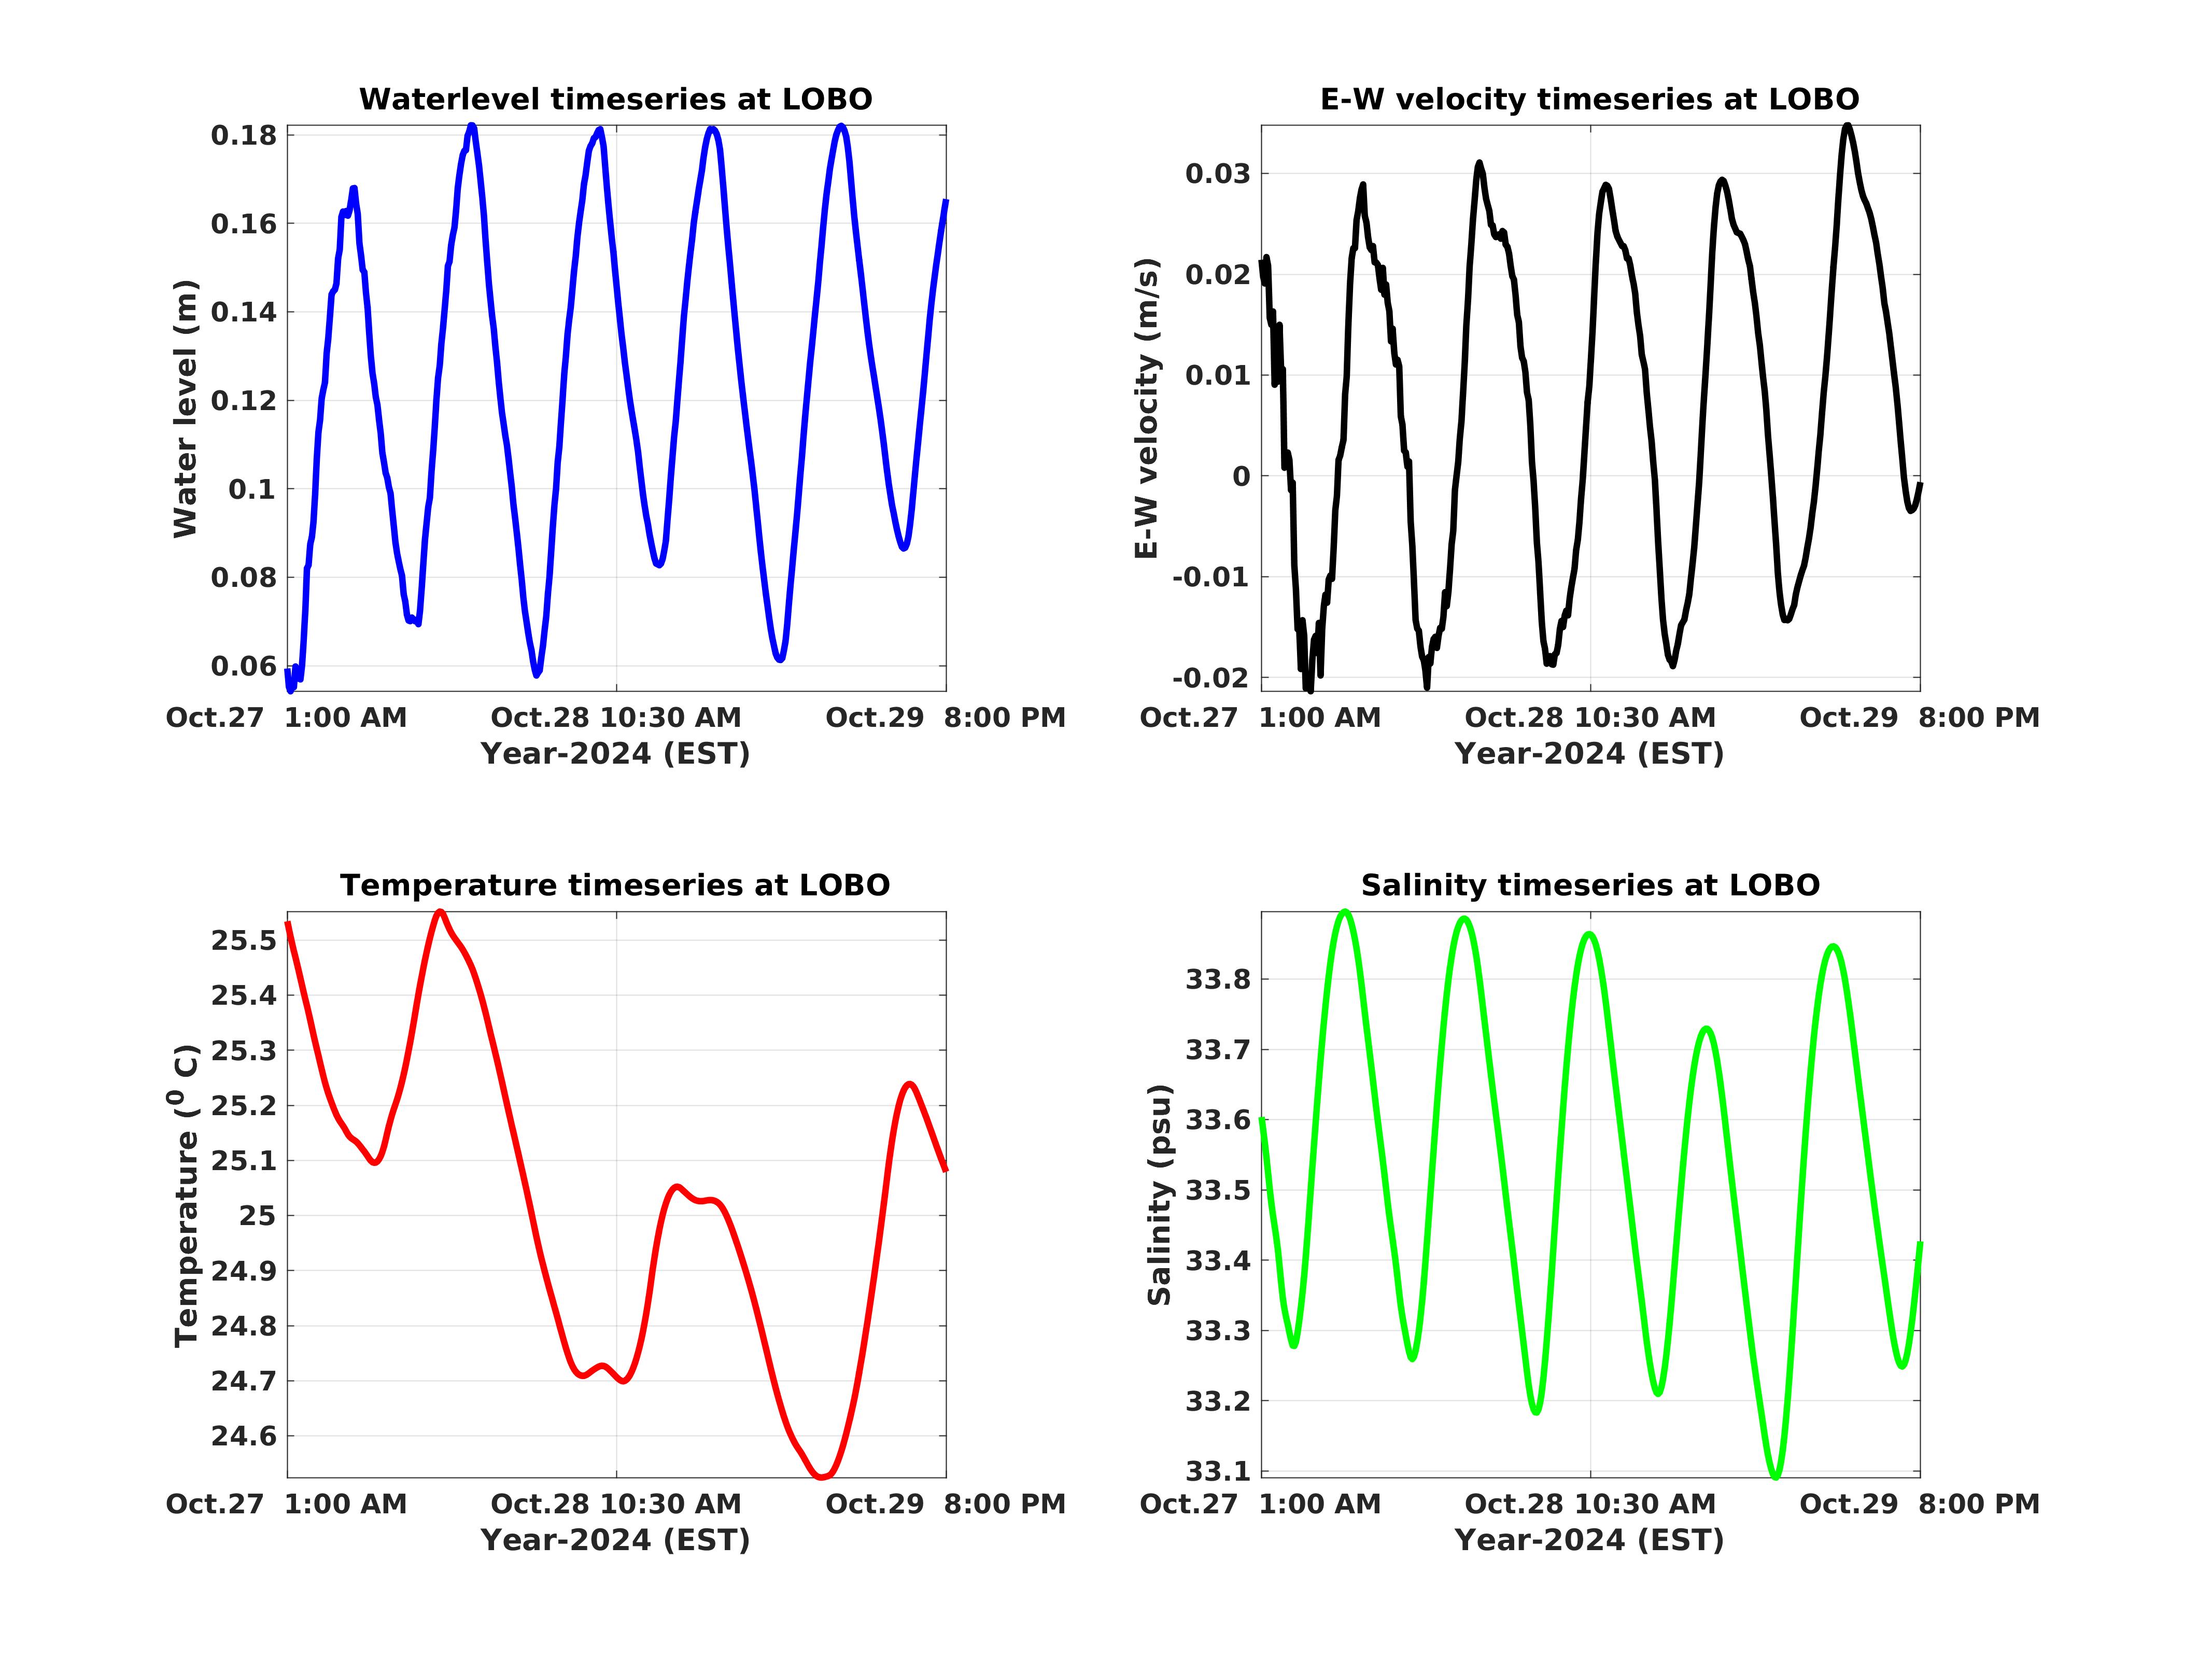 Waterlevel timeseries at LOBO
0.18
0.16
0.14
0.12
0.1
0.08
0.06
Water level (m)
Oct.27  1:00 AM
Oct.28 10:30 AM
Oct.29  8:00 PM
Year-2024 (EST)
E-W velocity timeseries at LOBO
0.03
0.02
0.01
0
-0.01
-0.02
E-W velocity (m/s)
Oct.27  1:00 AM
Oct.28 10:30 AM
Oct.29  8:00 PM
Year-2024 (EST)
Temperature timeseries at LOBO
25.5
25.4
25.3
25.2
25.1
25
24.9
24.8
24.7
24.6
Temperature (⁰ C)
Oct.27  1:00 AM
Oct.28 10:30 AM
Oct.29  8:00 PM
Year-2024 (EST)
Salinity timeseries at LOBO
33.8
33.7
33.6
33.5
33.4
33.3
33.2
33.1
Salinity (psu)
Oct.27  1:00 AM
Oct.28 10:30 AM
Oct.29  8:00 PM
Year-2024 (EST)